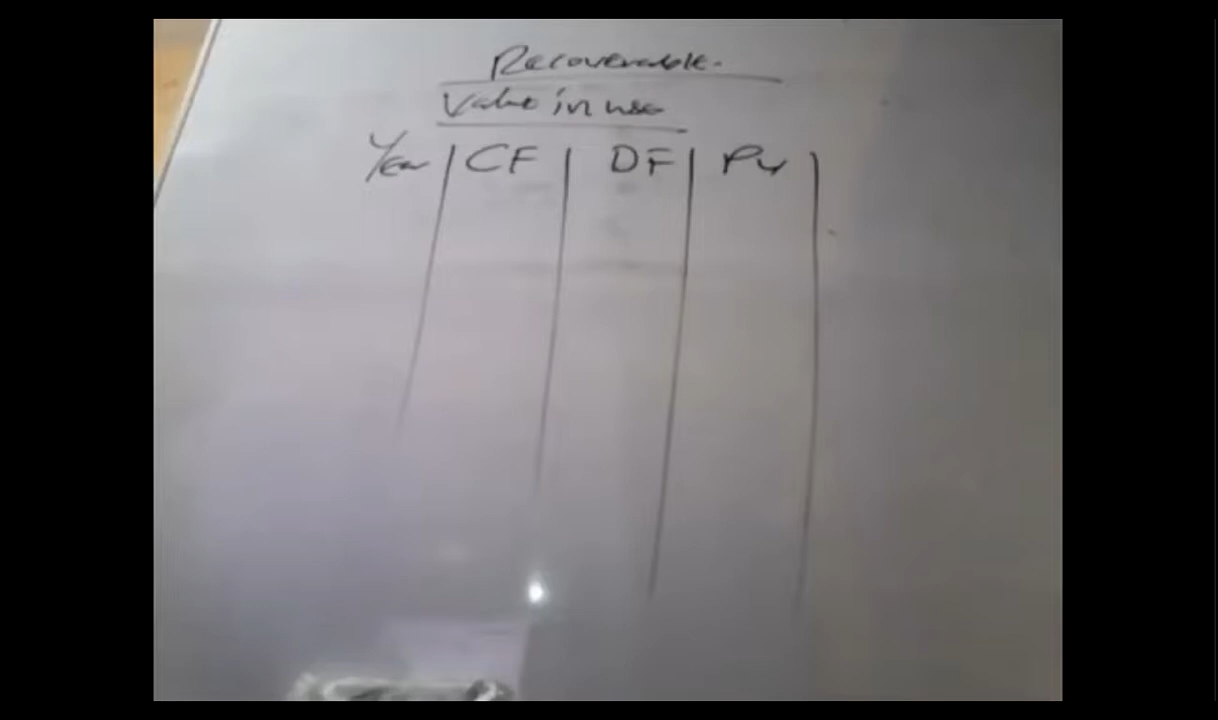 Recoverable.
Value in use
Year CF DF PV